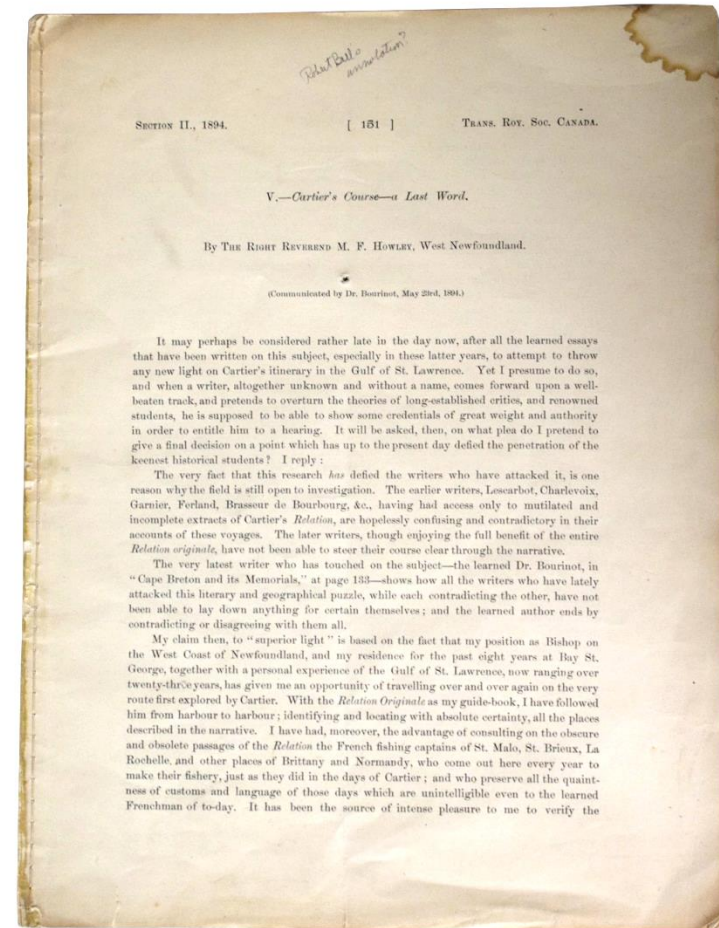 Robert Bell's
annotation?
SECTION II., 1894. [ 151 ] TRANS. ROY. SOC. CANADA.
V.—Cartier's Course—a Last Word.
By THE RIGHT REVEREND M. F. HOWLEY, West Newfoundland.
(Communicated by Dr. Bourinot, May 23rd, 1894.)
It may perhaps be considered rather late in the day now, after all the learned essays
that have been written on this subject, especially in these latter years, to attempt to throw
any new light on Cartier's itinerary in the Gulf of St. Lawrence. Yet I presume to do so,
and when a writer, altogether unknown and without a name, comes forward upon a well-
beaten track, and pretends to overturn the theories of long-established critics, and renowned
students, he is supposed to be able to show some credentials of great weight and authority
in order to entitle him to a hearing. It will be asked, then, on what plea do I pretend to
give a final decision on a point which has up to the present day defied the penetration of the
keenest historical students? I reply :
The very fact that this research has defied the writers who have attacked it, is one
reason why the field is still open to investigation. The earlier writers, Lescarbot, Charlevoix,
Garnier, Ferland, Brasseur de Bourbourg, &c., having had access only to mutilated and
incomplete extracts of Cartier's Relation, are hopelessly confusing and contradictory in their
accounts of these voyages. The later writers, though enjoying the full benefit of the entire
Relation originale, have not been able to steer their course clear through the narrative.
The very latest writer who has touched on the subject—the learned Dr. Bourinot, in
"Cape Breton and its Memorials," at page 133—shows how all the writers who have lately
attacked this literary and geographical puzzle, while each contradicting the other, have not
been able to lay down anything for certain themselves ; and the learned author ends by
contradicting or disagreeing with them all.
My claim then, to "superior light" is based on the fact that my position as Bishop on
the West Coast of Newfoundland, and my residence for the past eight years at Bay St.
George, together with a personal experience of the Gulf of St. Lawrence, now ranging over
twenty-three years, has given me an opportunity of travelling over and over again on the very
route first explored by Cartier. With the Relation Originale as my guide-book, I have followed
him from harbour to harbour ; identifying and locating with absolute certainty, all the places
described in the narrative. I have had, moreover, the advantage of consulting on the obscure
and obsolete passages of the Relation the French fishing captains of St. Malo, St. Brieux, La
Rochelle, and other places of Brittany and Normandy, who come out here every year to
make their fishery, just as they did in the days of Cartier ; and who preserve all the quaint-
ness of customs and language of those days which are unintelligible even to the learned
Frenchman of to-day. It has been the source of intense pleasure to me to verify the